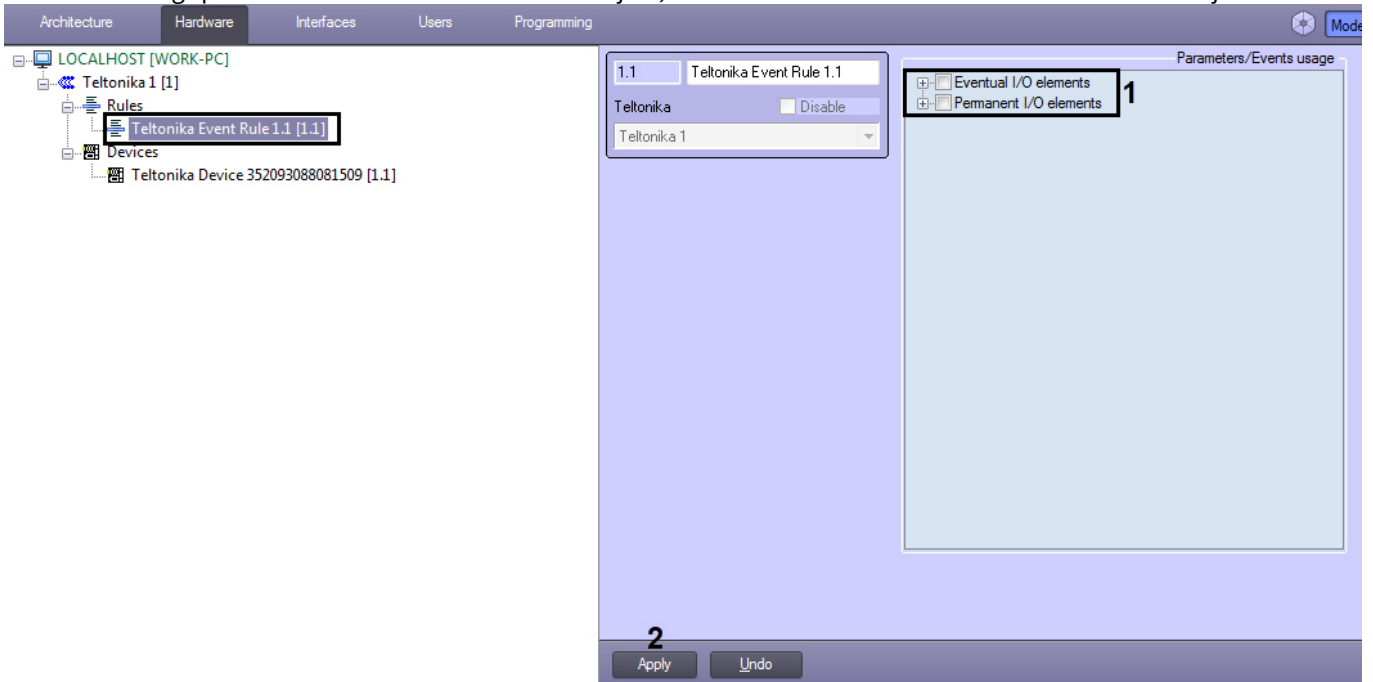 Architecture Hardware Interfaces Users Programming Mode
LOCALHOST [WORK-PC]
Teltonika 1 [1]
Rules
Teltonika Event Rule 1.1 [1.1]
Devices
Teltonika Device 352093088081509 [1.1]
1.1 Teltonika Event Rule 1.1
Teltonika Disable
Teltonika 1
Parameters/Events usage
Eventual I/O elements
Permanent I/O elements
1
2
Apply Undo